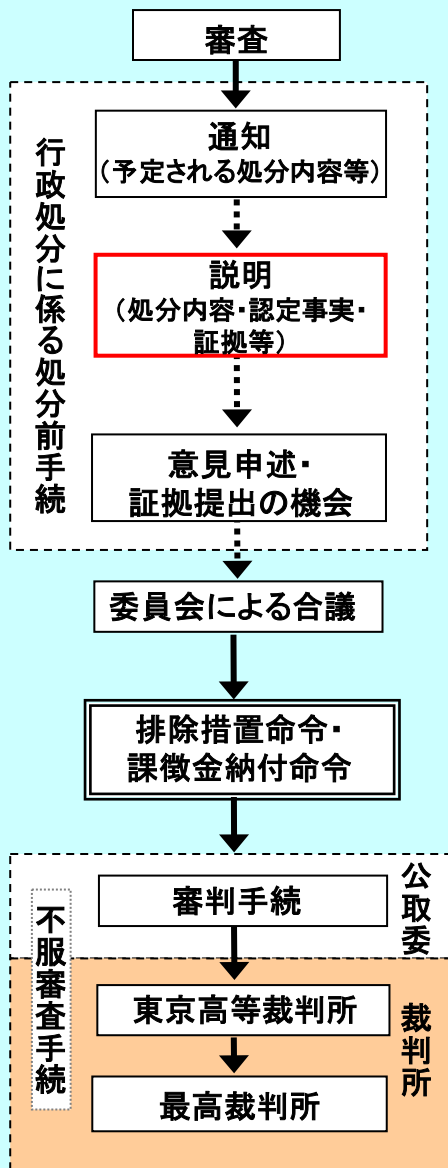 審査
行政処分に係る処分前手続
通知
(予定される処分内容等)
説明
(処分内容・認定事実・
証拠等)
意見申述・
証拠提出の機会
委員会による合議
排除措置命令・
課徴金納付命令
不服審査手続
審判手続
公取委
東京高等裁判所
最高裁判所
裁判所